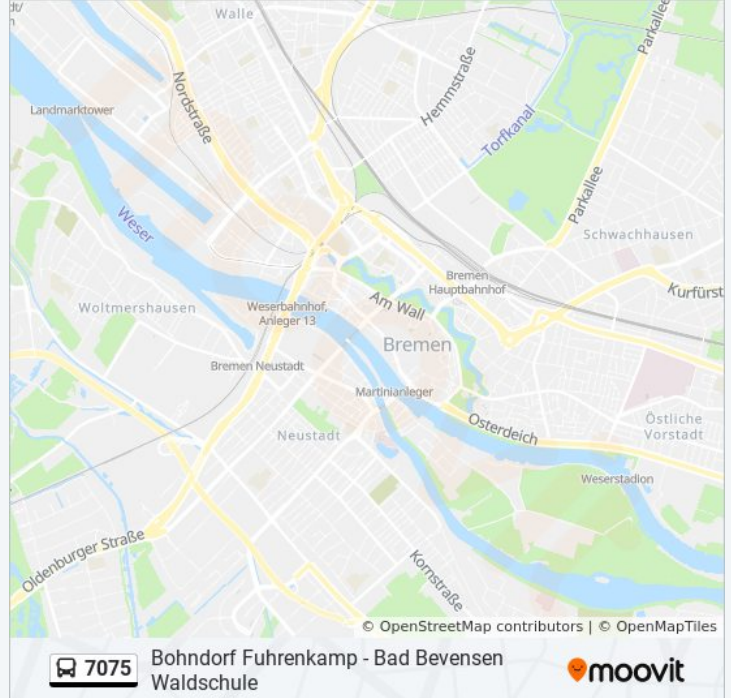 dt/
Walle
Nordstraße
Hemmstraße
Parkallee
Landmarktower
Torfkanal
Parkallee
Weser
Schwachhausen
Bremen
Hauptbahnhof
Kurfürst
Woltmershausen
Weserbahnhof,
Anleger 13
Am Wall
Bremen
Bremen Neustadt
Martinianleger
Osterdeich
Östliche
Vorstadt
Neustadt
Weserstadion
Oldenburger Straße
Kornstraße
© OpenStreetMap contributors | © OpenMapTiles
7075
Bohndorf Fuhrenkamp - Bad Bevensen
Waldschule
moovit